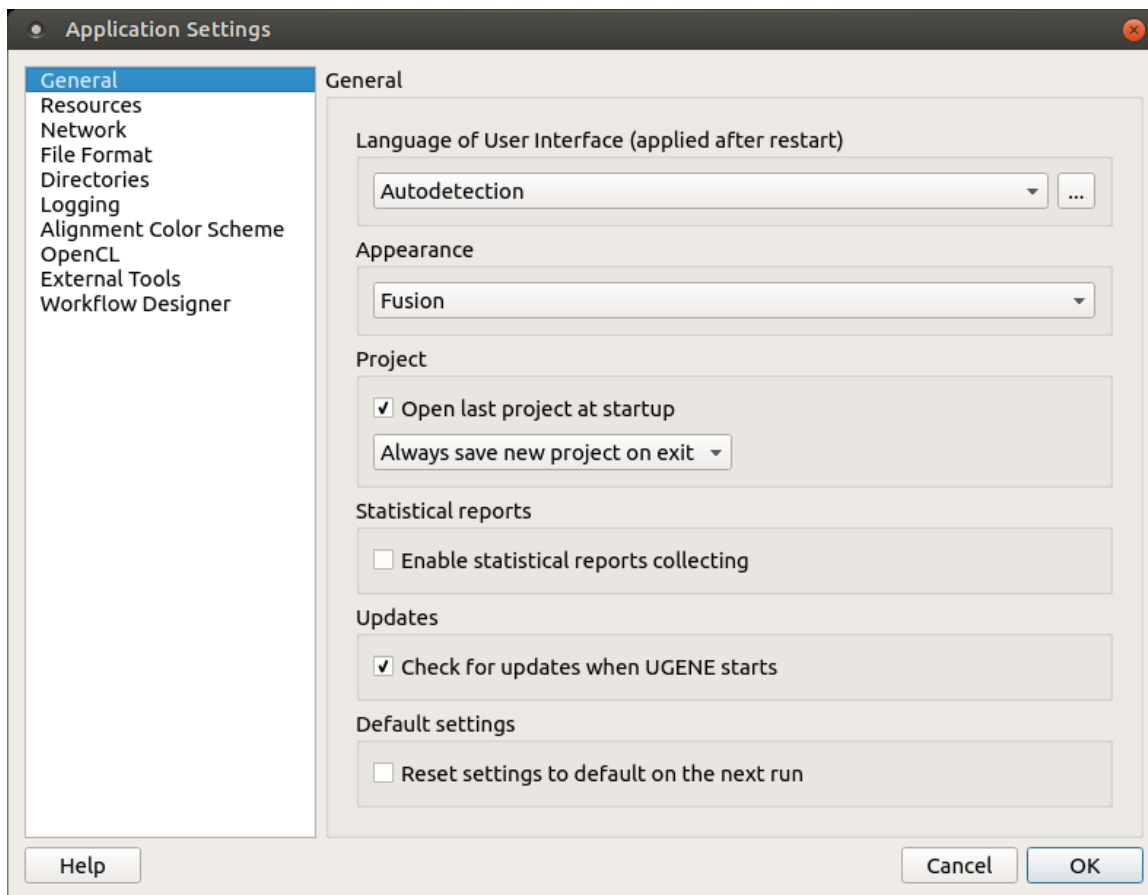 Application Settings
General
Resources
Network
File Format
Directories
Logging
Alignment Color Scheme
OpenCL
External Tools
Workflow Designer
General
Language of User Interface (applied after restart)
Autodetection
...
Appearance
Fusion
Project
Open last project at startup
Always save new project on exit
Statistical reports
Enable statistical reports collecting
Updates
Check for updates when UGENE starts
Default settings
Reset settings to default on the next run
Help
Cancel
OK